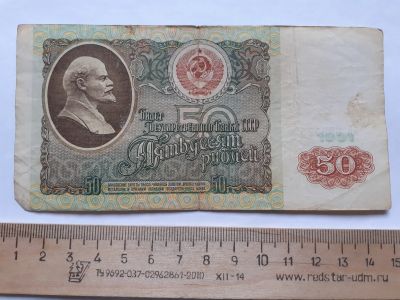 50
Билет
Государственного Банка СССР
Пятьдесят
рублей
50
50
50
1 2 3 4 5 6 7 8 9 10 11 12 13 14 15
ТУ 9692-037-02962861-2010 XII-14 www.redstar-udm.ru